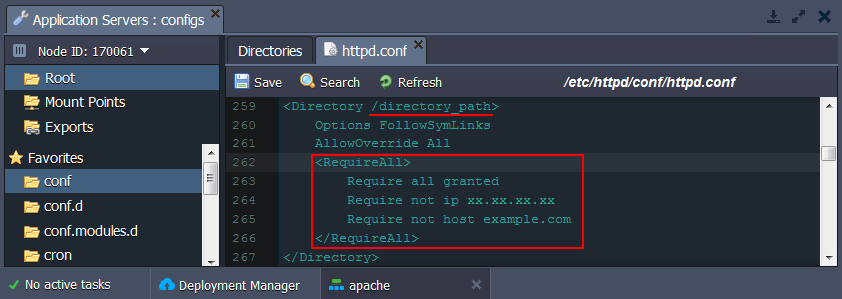 Application Servers : configs
Node ID: 170061
Root
Mount Points
Exports
Favorites
conf
conf.d
conf.modules.d
cron
Directories
httpd.conf
Save
Search
Refresh
/etc/httpd/conf/httpd.conf
259 <Directory /directory_path>
260     Options FollowSymLinks
261     AllowOverride All
262     <RequireAll>
263         Require all granted
264         Require not ip xx.xx.xx.xx
265         Require not host example.com
266     </RequireAll>
267 </Directory>
No active tasks
Deployment Manager
apache